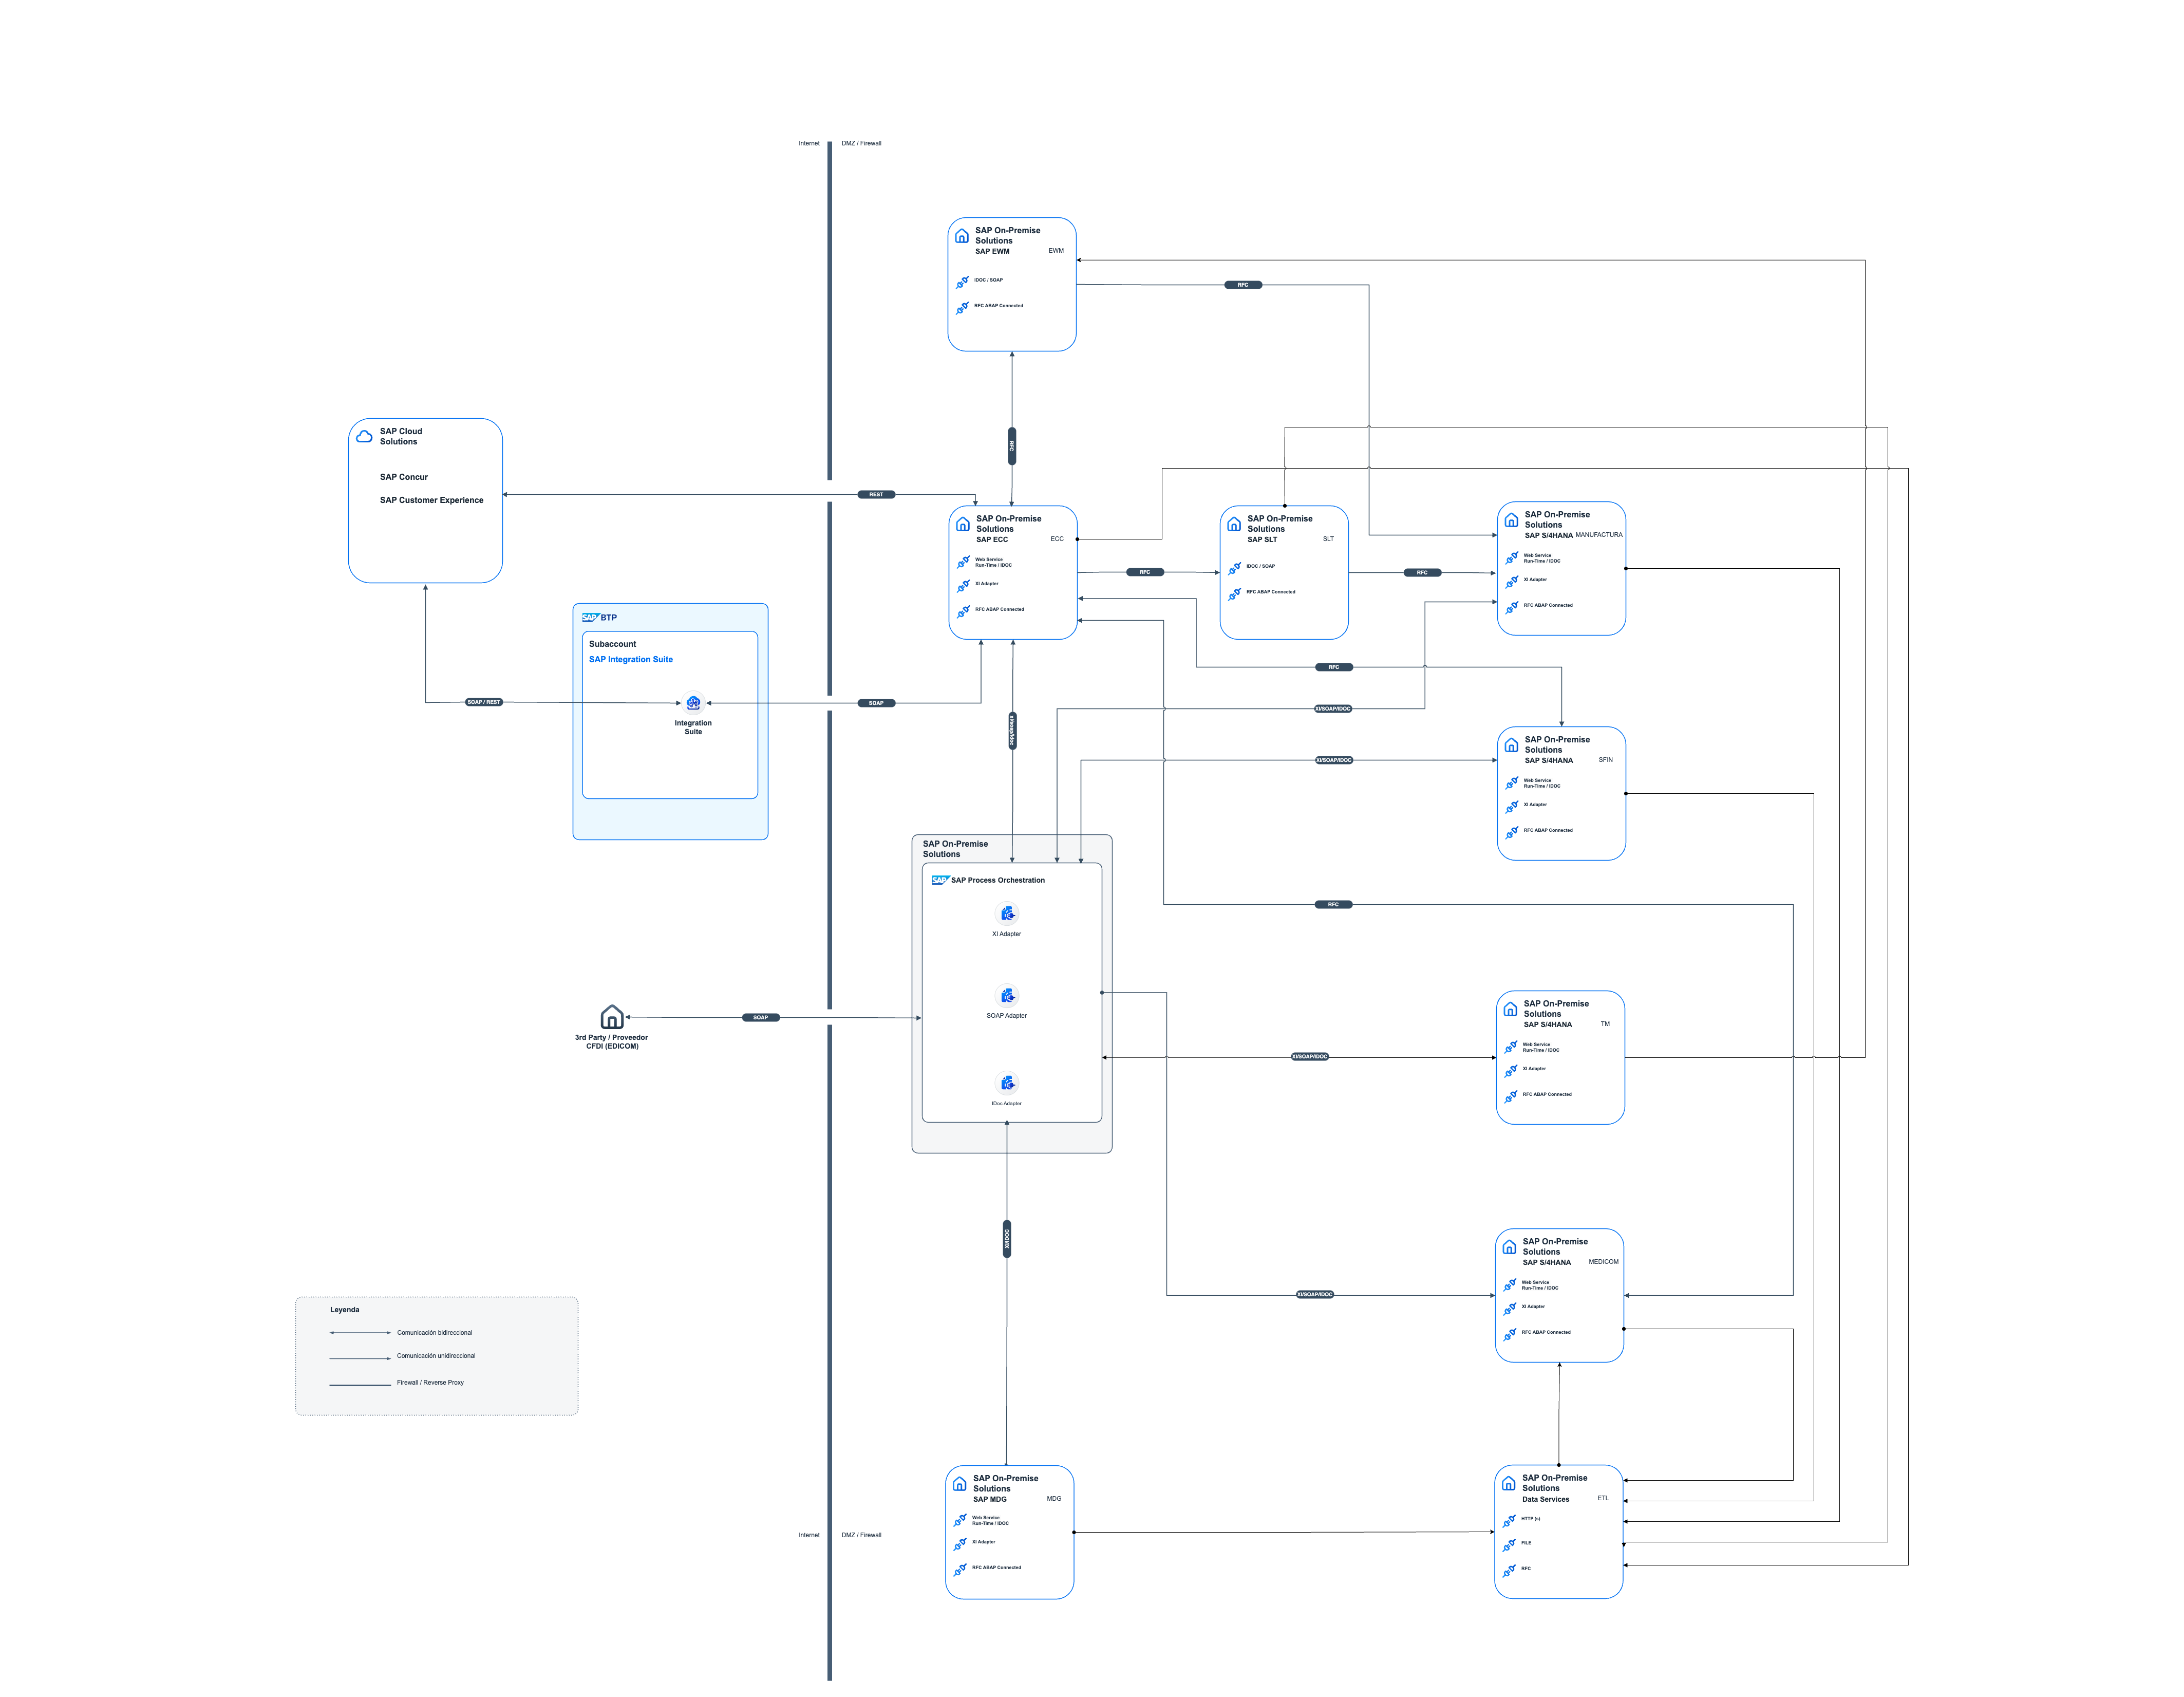 Internet
DMZ / Firewall
SAP On-Premise
Solutions
SAP EWM
EWM
IDOC / SOAP
RFC ABAP Connected
RFC
RFC
SAP Cloud
Solutions
SAP Concur
SAP Customer Experience
REST
SAP On-Premise
Solutions
SAP ECC
ECC
Web Service
Run-Time / IDOC
XI Adapter
RFC ABAP Connected
RFC
SAP On-Premise
Solutions
SAP SLT
SLT
IDOC / SOAP
RFC ABAP Connected
RFC
SAP On-Premise
Solutions
SAP S/4HANA
MANUFACTURA
Web Service
Run-Time / IDOC
XI Adapter
RFC ABAP Connected
SAP BTP
Subaccount
SAP Integration Suite
Integration
Suite
SOAP / REST
SOAP
RFC
XI/SOAP/IDOC
XI/SOAP/IDOC
SAP On-Premise
Solutions
SAP S/4HANA
SFIN
Web Service
Run-Time / IDOC
XI Adapter
RFC ABAP Connected
SAP On-Premise
Solutions
SAP SAP Process Orchestration
XI Adapter
SOAP Adapter
IDoc Adapter
RFC
3rd Party / Proveedor
CFDI (EDICOM)
SOAP
XI/SOAP/IDOC
SAP On-Premise
Solutions
SAP S/4HANA
TM
Web Service
Run-Time / IDOC
XI Adapter
RFC ABAP Connected
XI/IDOC
XI/SOAP/IDOC
SAP On-Premise
Solutions
SAP S/4HANA
MEDICOM
Web Service
Run-Time / IDOC
XI Adapter
RFC ABAP Connected
Leyenda
Comunicación bidireccional
Comunicación unidireccional
Firewall / Reverse Proxy
Internet
DMZ / Firewall
SAP On-Premise
Solutions
SAP MDG
MDG
Web Service
Run-Time / IDOC
XI Adapter
RFC ABAP Connected
SAP On-Premise
Solutions
Data Services
ETL
HTTP (s)
FILE
RFC